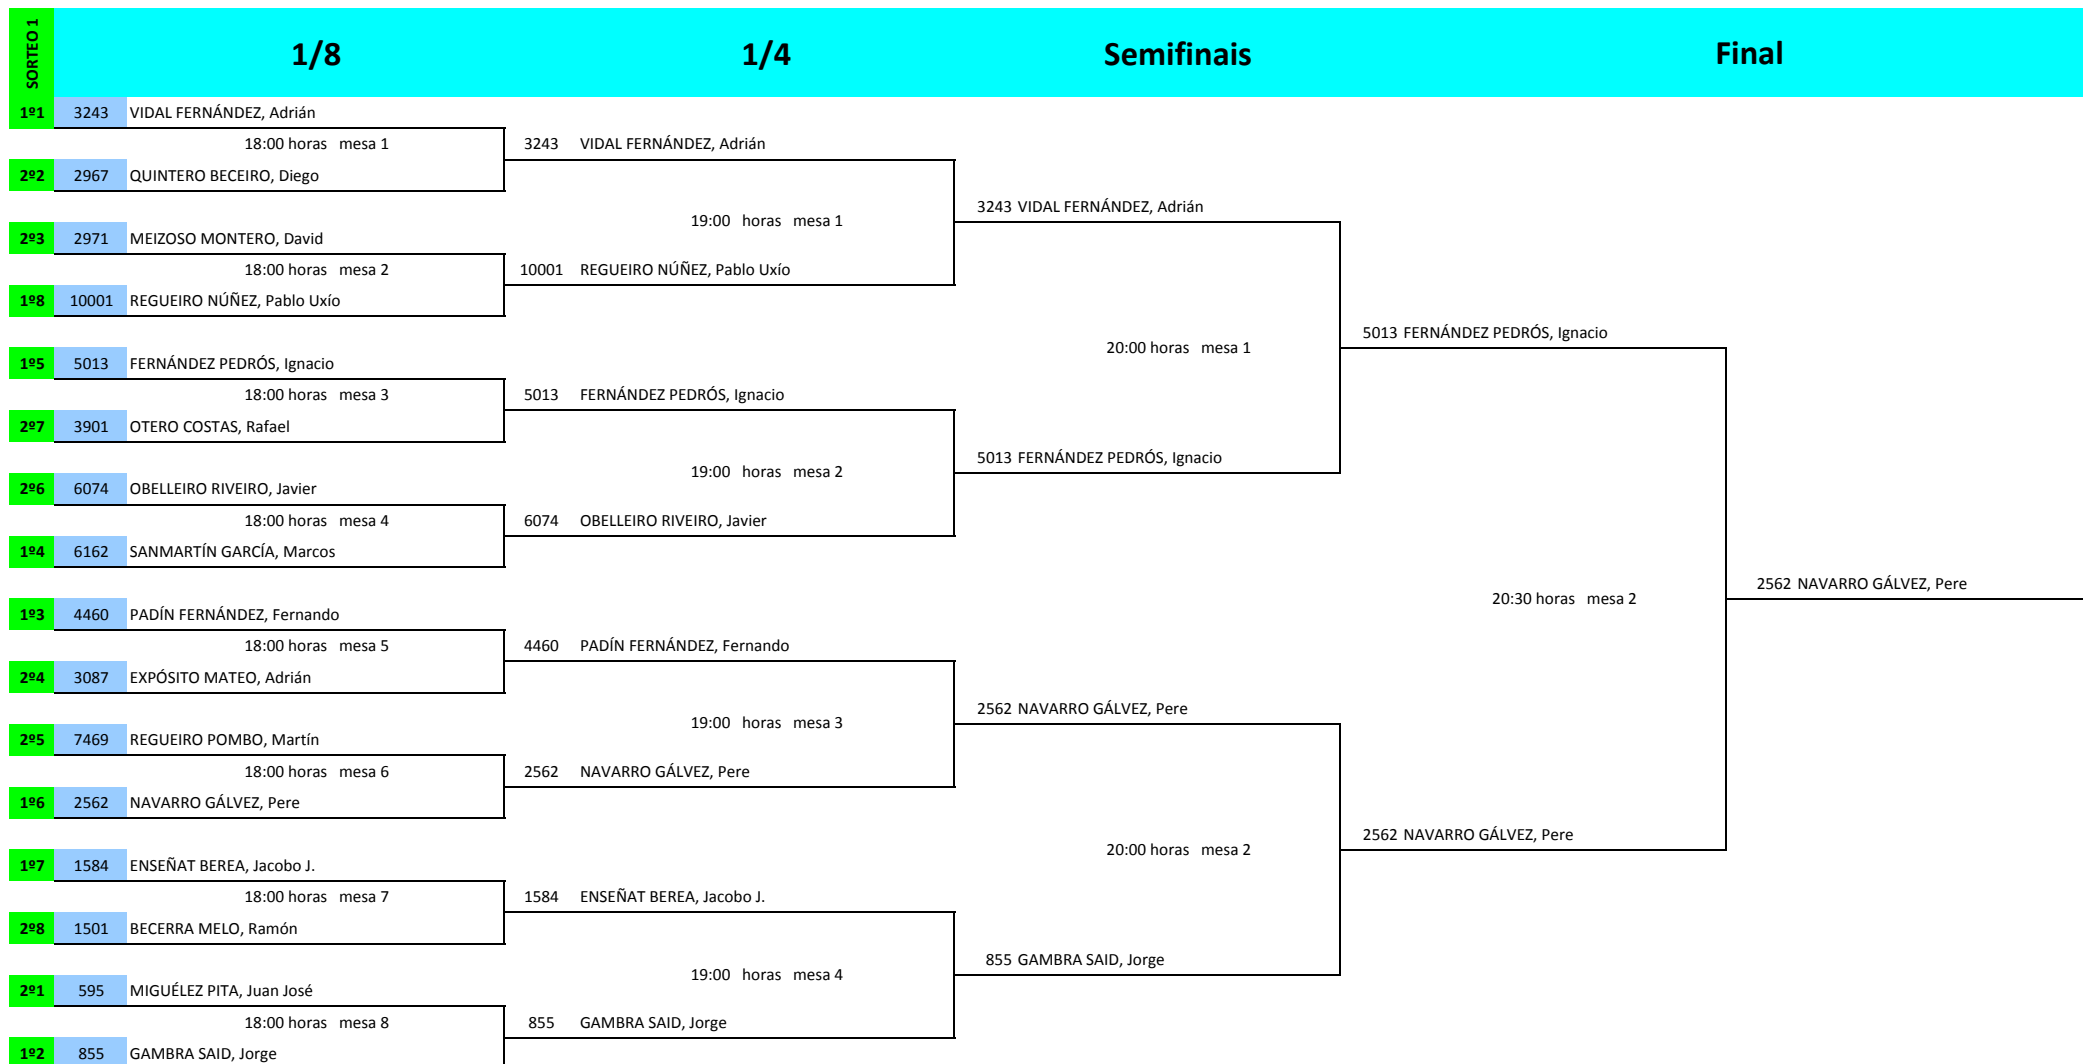 SORTEO 1
1/8 1/4 Semifinais Final
1º1 3243 VIDAL FERNÁNDEZ, Adrián
18:00 horas mesa 1 3243 VIDAL FERNÁNDEZ, Adrián
2º2 2967 QUINTERO BECEIRO, Diego
3243 VIDAL FERNÁNDEZ, Adrián
19:00 horas mesa 1
2º3 2971 MEIZOSO MONTERO, David
18:00 horas mesa 2 10001 REGUEIRO NÚÑEZ, Pablo Uxío
1º8 10001 REGUEIRO NÚÑEZ, Pablo Uxío
5013 FERNÁNDEZ PEDRÓS, Ignacio
20:00 horas mesa 1
1º5 5013 FERNÁNDEZ PEDRÓS, Ignacio
18:00 horas mesa 3 5013 FERNÁNDEZ PEDRÓS, Ignacio
2º7 3901 OTERO COSTAS, Rafael
5013 FERNÁNDEZ PEDRÓS, Ignacio
19:00 horas mesa 2
2º6 6074 OBELLEIRO RIVEIRO, Javier
18:00 horas mesa 4 6074 OBELLEIRO RIVEIRO, Javier
1º4 6162 SANMARTÍN GARCÍA, Marcos
2562 NAVARRO GÁLVEZ, Pere
20:30 horas mesa 2
1º3 4460 PADÍN FERNÁNDEZ, Fernando
18:00 horas mesa 5 4460 PADÍN FERNÁNDEZ, Fernando
2º4 3087 EXPÓSITO MATEO, Adrián
2562 NAVARRO GÁLVEZ, Pere
19:00 horas mesa 3
2º5 7469 REGUEIRO POMBO, Martín
18:00 horas mesa 6 2562 NAVARRO GÁLVEZ, Pere
1º6 2562 NAVARRO GÁLVEZ, Pere
2562 NAVARRO GÁLVEZ, Pere
20:00 horas mesa 2
1º7 1584 ENSEÑAT BEREA, Jacobo J.
18:00 horas mesa 7 1584 ENSEÑAT BEREA, Jacobo J.
2º8 1501 BECERRA MELO, Ramón
855 GAMBRA SAID, Jorge
19:00 horas mesa 4
2º1 595 MIGUÉLEZ PITA, Juan José
18:00 horas mesa 8 855 GAMBRA SAID, Jorge
1º2 855 GAMBRA SAID, Jorge